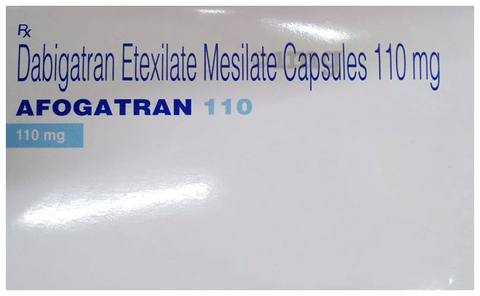 Rx
Dabigatran Etexilate Mesilate Capsules 110 mg
AFOGATRAN 110
110 mg